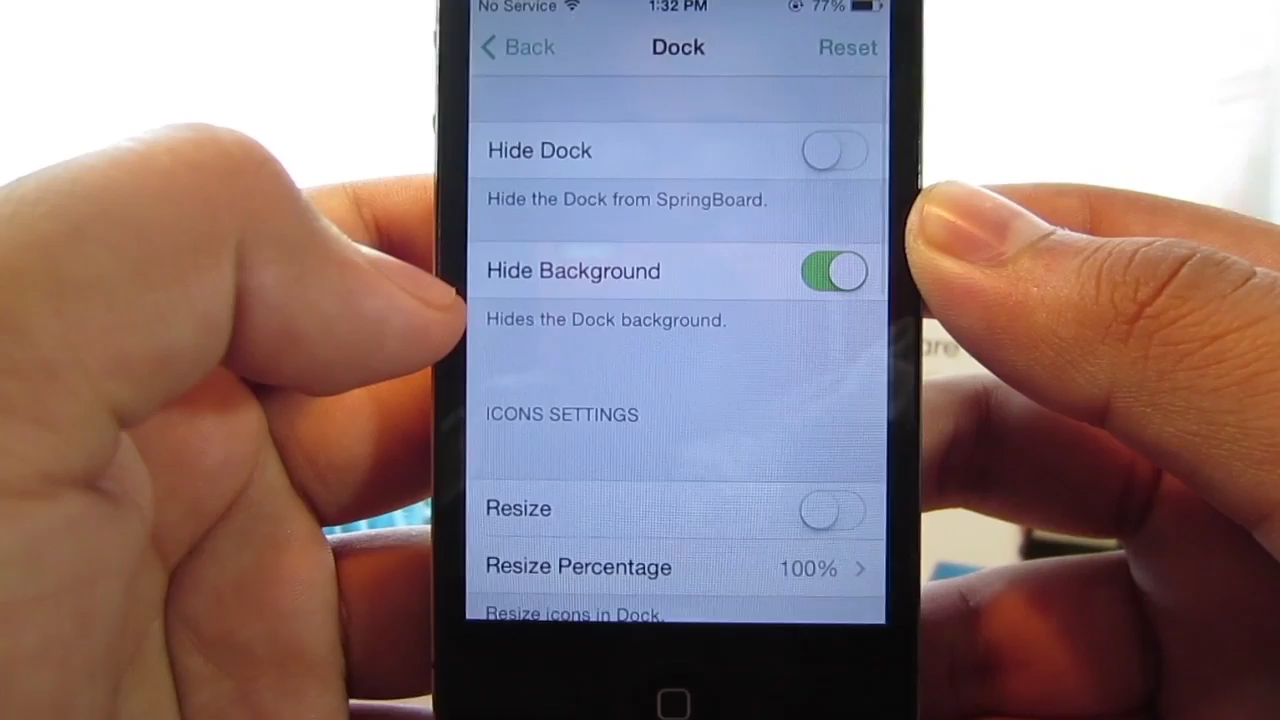 No Service 1:32 PM 77%
Back Dock Reset
Hide Dock
Hide the Dock from SpringBoard.
Hide Background
Hides the Dock background.
ICONS SETTINGS
Resize
Resize Percentage 100%
Resize icons in Dock.